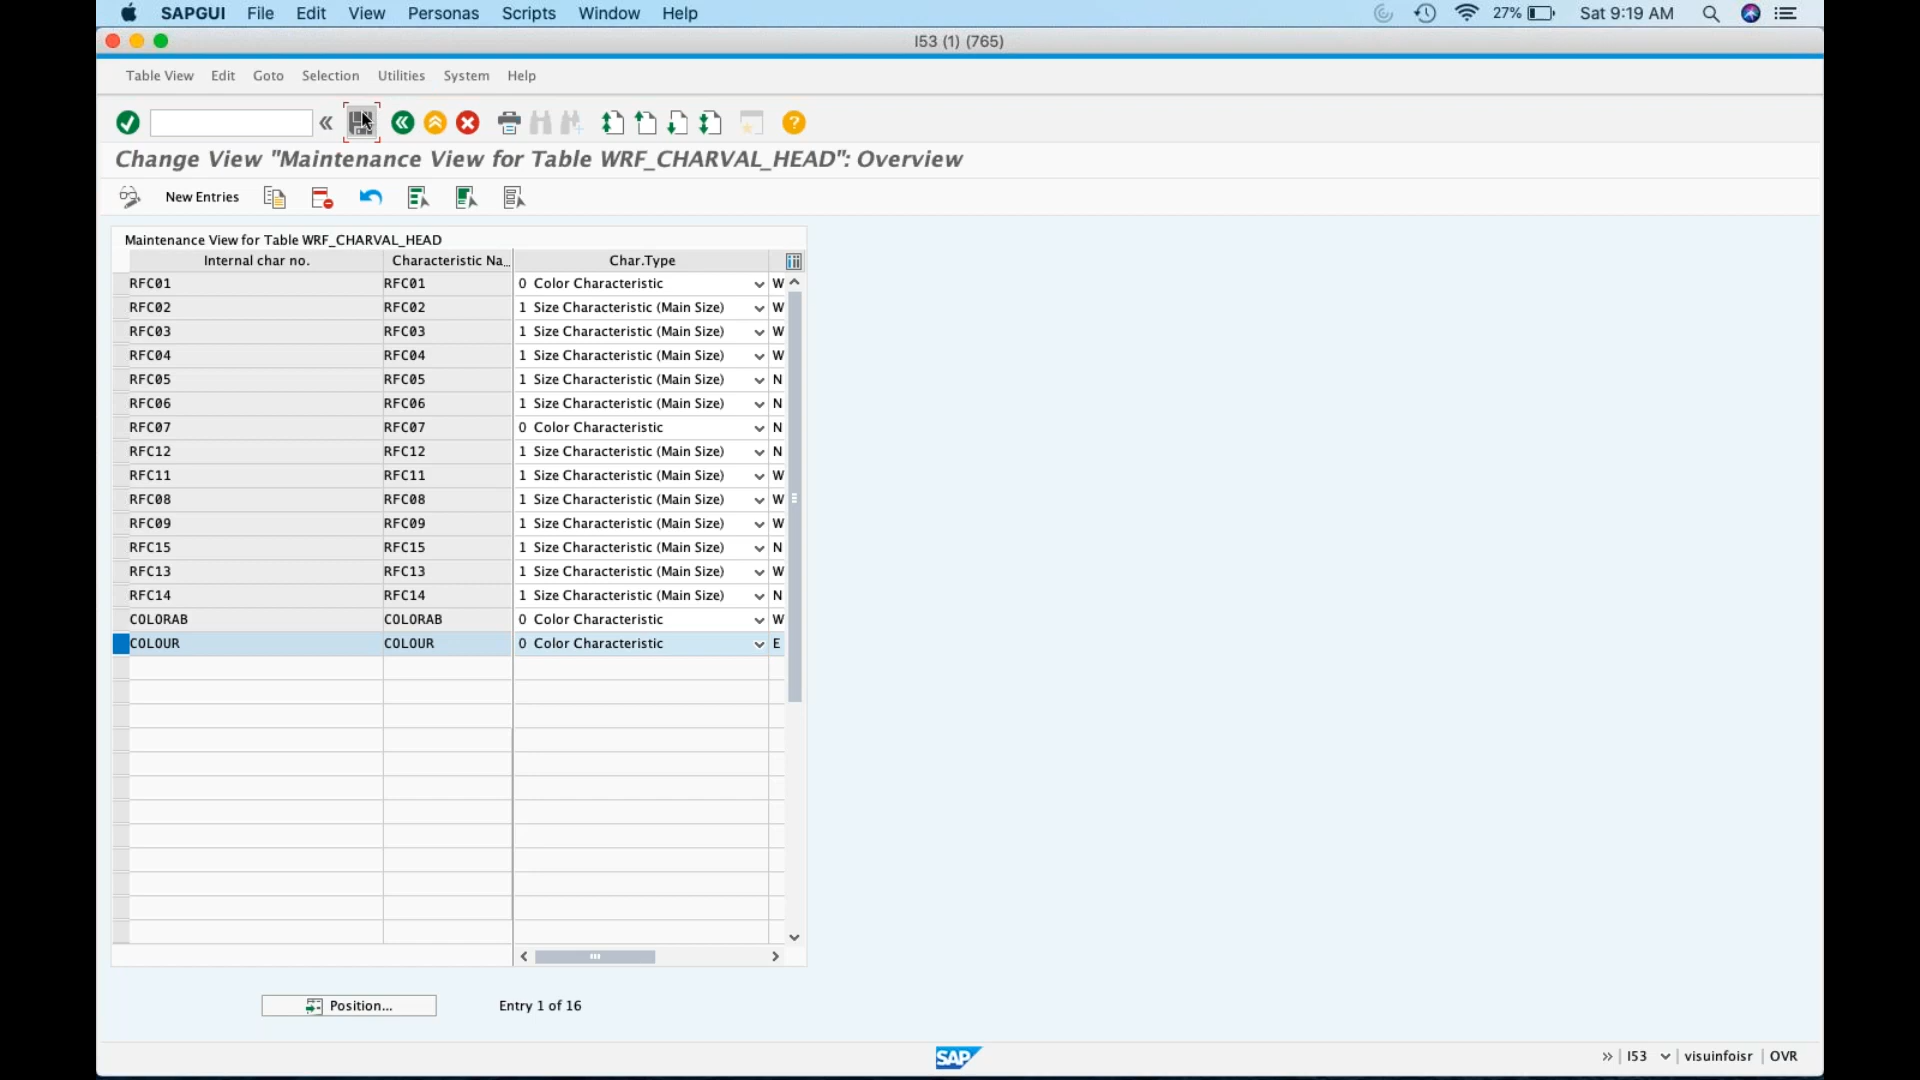 SAPGUI File Edit View Personas Scripts Window Help 27% Sat 9:19 AM
I53 (1) (765)
Table View Edit Goto Selection Utilities System Help
Change View "Maintenance View for Table WRF_CHARVAL_HEAD": Overview
New Entries
Maintenance View for Table WRF_CHARVAL_HEAD
Internal char no. Characteristic Na... Char.Type
RFC01 RFC01 0 Color Characteristic W
RFC02 RFC02 1 Size Characteristic (Main Size) W
RFC03 RFC03 1 Size Characteristic (Main Size) W
RFC04 RFC04 1 Size Characteristic (Main Size) W
RFC05 RFC05 1 Size Characteristic (Main Size) N
RFC06 RFC06 1 Size Characteristic (Main Size) N
RFC07 RFC07 0 Color Characteristic N
RFC12 RFC12 1 Size Characteristic (Main Size) N
RFC11 RFC11 1 Size Characteristic (Main Size) W
RFC08 RFC08 1 Size Characteristic (Main Size) W
RFC09 RFC09 1 Size Characteristic (Main Size) W
RFC15 RFC15 1 Size Characteristic (Main Size) N
RFC13 RFC13 1 Size Characteristic (Main Size) W
RFC14 RFC14 1 Size Characteristic (Main Size) N
COLORAB COLORAB 0 Color Characteristic W
COLOUR COLOUR 0 Color Characteristic E
Position... Entry 1 of 16
SAP I53 visuinfoisr OVR